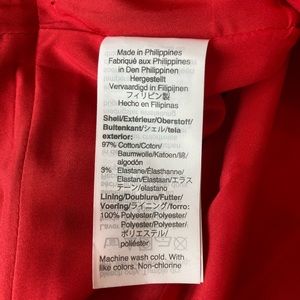 Made in Philippines
Fabriqué aux Philippines
in Den Philippinen
Hergestellt
Vervaardigd in Filipijnen
フィリピン製
Hecho en Filipinas
Shell/Extérieur/Oberstoff/
Buitenkant/シェル/tela
exterior:
97% Cotton/Coton/
Baumwolle/Katoen/綿/
algodón
3% Elastane/Élasthanne/
Elastan/Elastaan/エラス
テーン/elastano
Lining/Doublure/Futter/
Voering/ライニング/forro:
100% Polyester/Polyester/
Polyester/Polyester/
ポリエステル/
poliéster
Machine wash cold. With
like colors. Non-chlorine